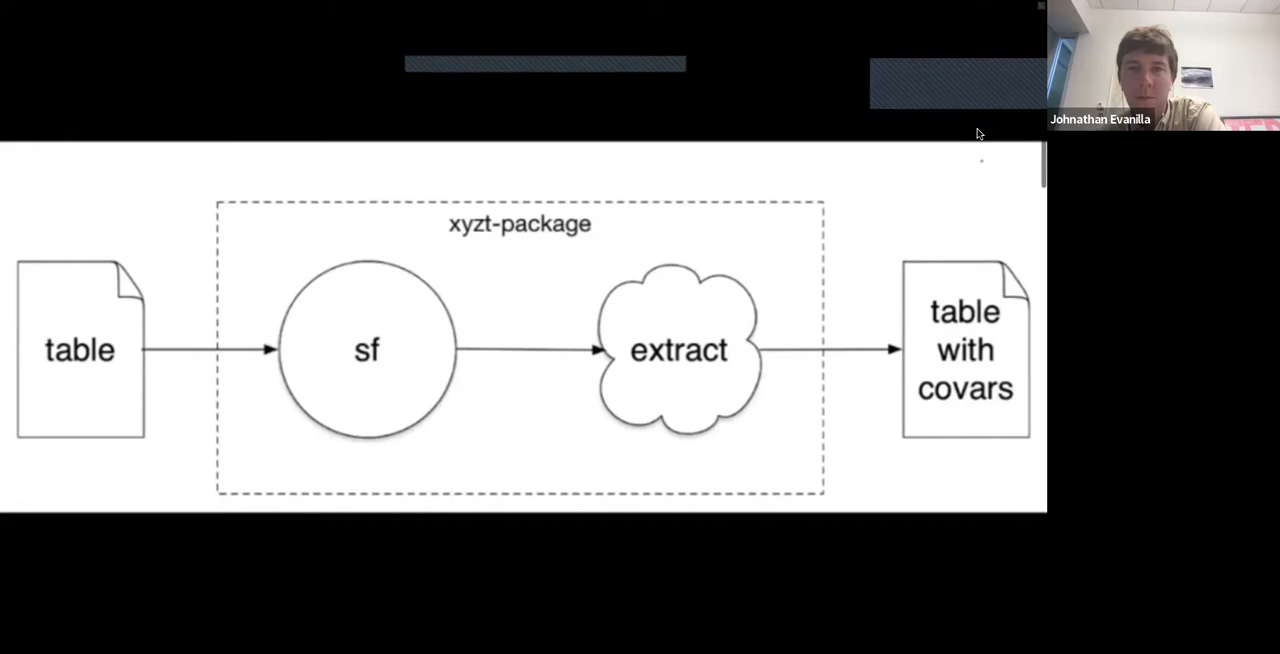 Johnathan Evanilla
xyzt-package
table
sf
extract
table
with
covars